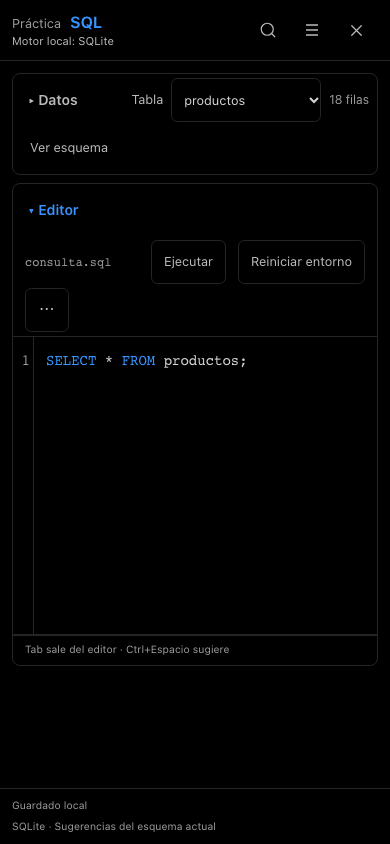 Práctica SQL
Motor local: SQLite
Datos Tabla productos 18 filas
Ver esquema
Editor
consulta.sql Ejecutar Reiniciar entorno
...
1 SELECT * FROM productos;
Tab sale del editor · Ctrl+Espacio sugiere
Guardado local
SQLite · Sugerencias del esquema actual